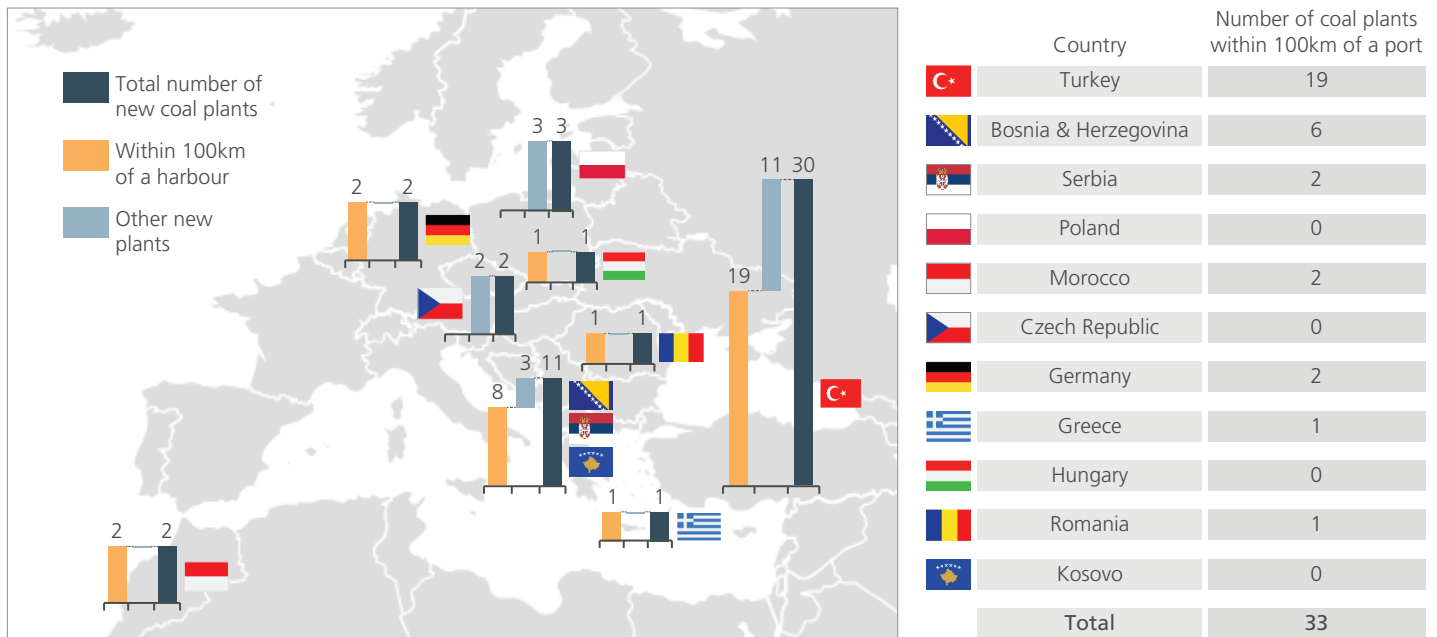 Total number of
new coal plants
Within 100km
of a harbour
Other new
plants
3 3
2 2
1 1
2 2
11 30
19
1 1
3 11
8
1 1
2 2
Country
Number of coal plants
within 100km of a port
Turkey 19
Bosnia & Herzegovina 6
Serbia 2
Poland 0
Morocco 2
Czech Republic 0
Germany 2
Greece 1
Hungary 0
Romania 1
Kosovo 0
Total 33